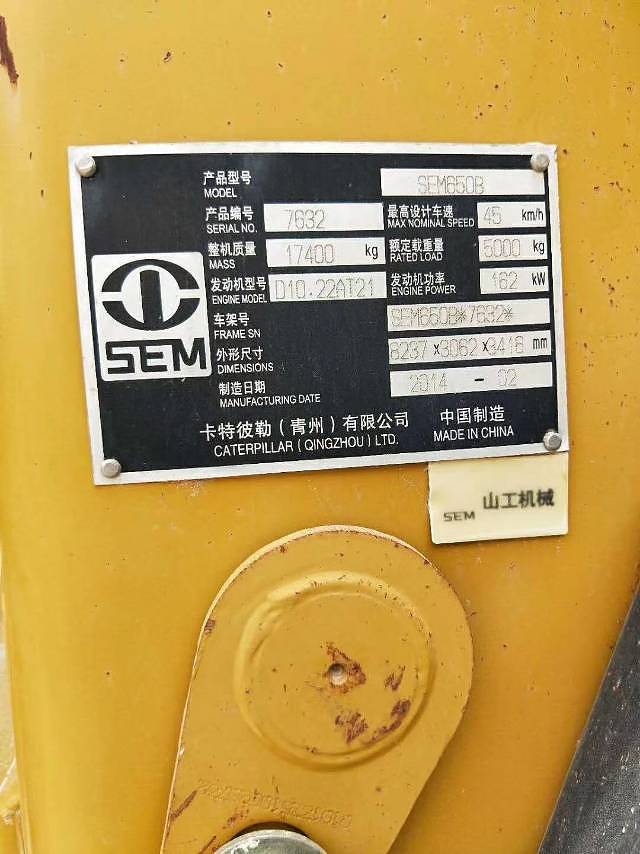 产品型号 SEM650B
MODEL
产品编号 7632 最高设计车速 45 km/h
SERIAL NO. MAX NOMINAL SPEED
整机质量 17400 kg 额定载重量 5000 kg
MASS RATED LOAD
发动机型号 D10.22AT21 发动机功率 162 kW
ENGINE MODEL ENGINE POWER
车架号 SEM650B*7632*
FRAME SN
外形尺寸 8237 x 3062 x 3416 mm
DIMENSIONS
制造日期 2014 - 02
MANUFACTURING DATE
SEM
卡特彼勒（青州）有限公司 中国制造
CATERPILLAR (QINGZHOU) LTD. MADE IN CHINA
SEM 山工机械